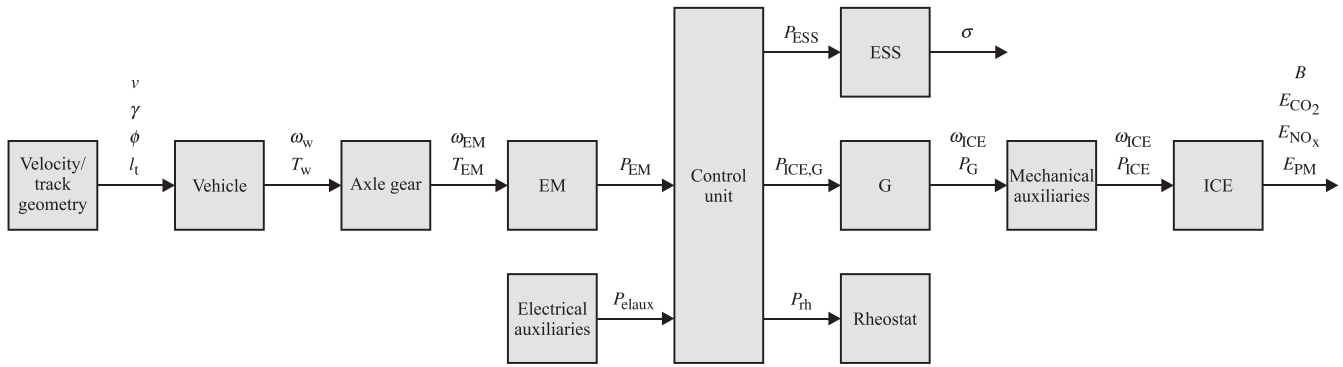 v
γ
ϕ
l_t
Velocity/
track
geometry
Vehicle
ω_w
T_w
Axle gear
ω_EM
T_EM
EM
P_EM
Electrical
auxiliaries
P_elaux
Control
unit
P_ESS
ESS
σ
P_ICE,G
G
ω_ICE
P_G
Mechanical
auxiliaries
ω_ICE
P_ICE
ICE
B
E_CO₂
E_NOₓ
E_PM
P_rh
Rheostat